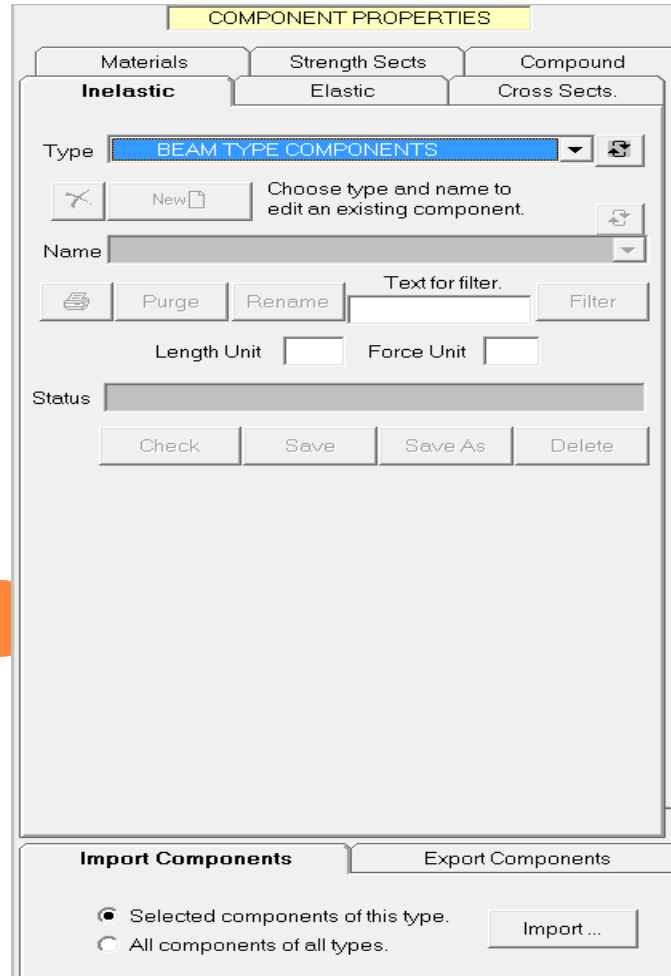 COMPONENT PROPERTIES
Materials Strength Sects Compound
Inelastic Elastic Cross Sects.
Type BEAM TYPE COMPONENTS
New Choose type and name to
edit an existing component.
Name
Text for filter.
Purge Rename Filter
Length Unit Force Unit
Status
Check Save Save As Delete
Import Components Export Components
Selected components of this type.
Import ...
All components of all types.